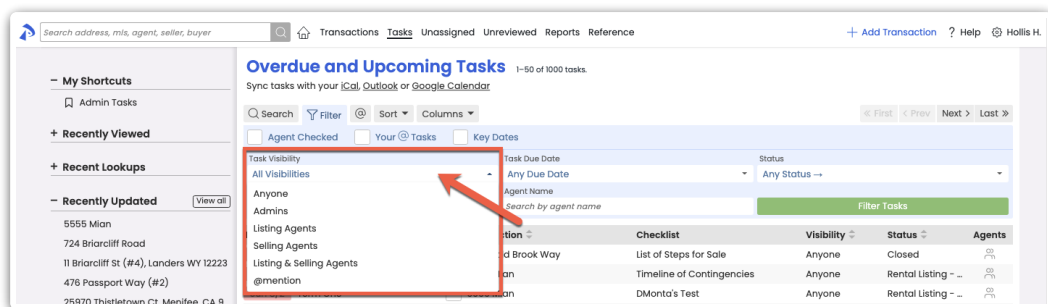 Search address, mls, agent, seller, buyer
Transactions Tasks Unassigned Unreviewed Reports Reference
+ Add Transaction ? Help Hollis H.
− My Shortcuts
Admin Tasks
+ Recently Viewed
+ Recent Lookups
− Recently Updated View all
5555 Mian
724 Briarcliff Road
11 Briarcliff St (#4), Landers WY 12223
476 Passport Way (#2)
25970 Thistletown Ct, Menifee, CA 9
Overdue and Upcoming Tasks 1–50 of 1000 tasks.
Sync tasks with your iCal, Outlook or Google Calendar
Search Filter @ Sort Columns
« First < Prev Next > Last »
Agent Checked Your @ Tasks Key Dates
Task Visibility Task Due Date Status
All Visibilities Any Due Date Any Status →
Agent Name
Search by agent name Filter Tasks
Anyone
Admins
Listing Agents
Selling Agents
Listing & Selling Agents
@mention
Checklist Visibility Status Agents
Brook Way List of Steps for Sale Anyone Closed
Timeline of Contingencies Anyone Rental Listing - ...
DMonta's Test Anyone Rental Listing - ...